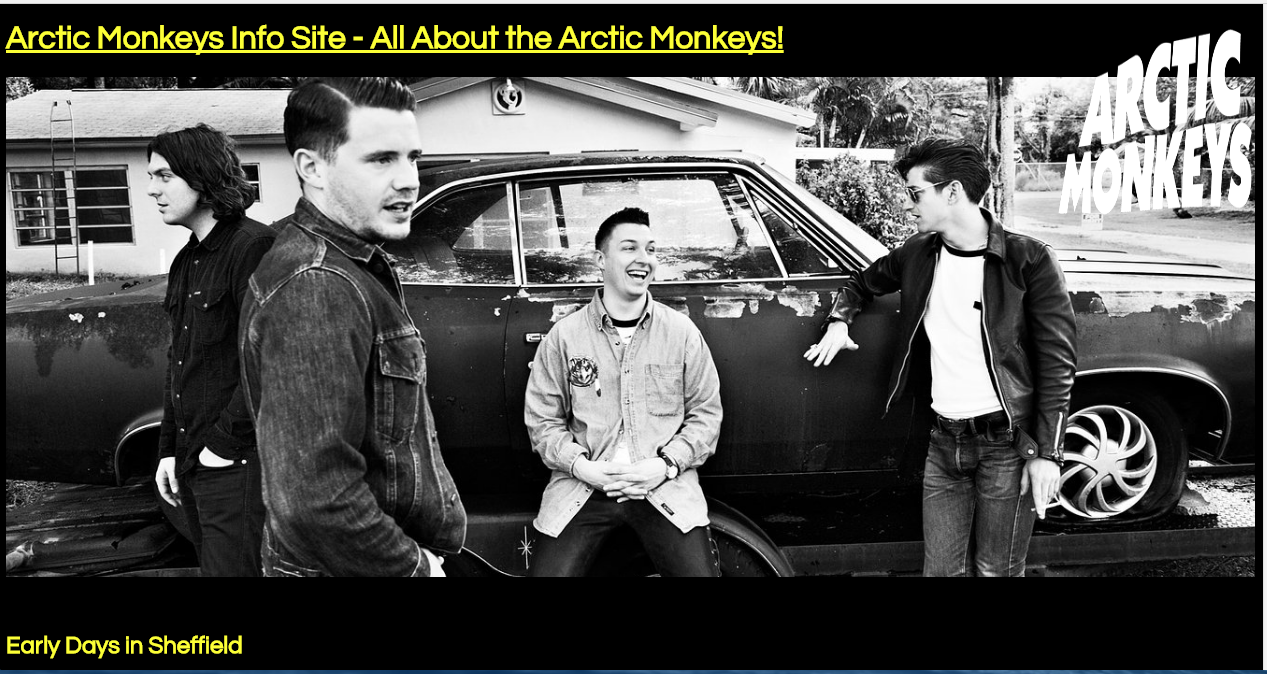 Arctic Monkeys Info Site - All About the Arctic Monkeys!
ARCTIC
MONKEYS
Early Days in Sheffield